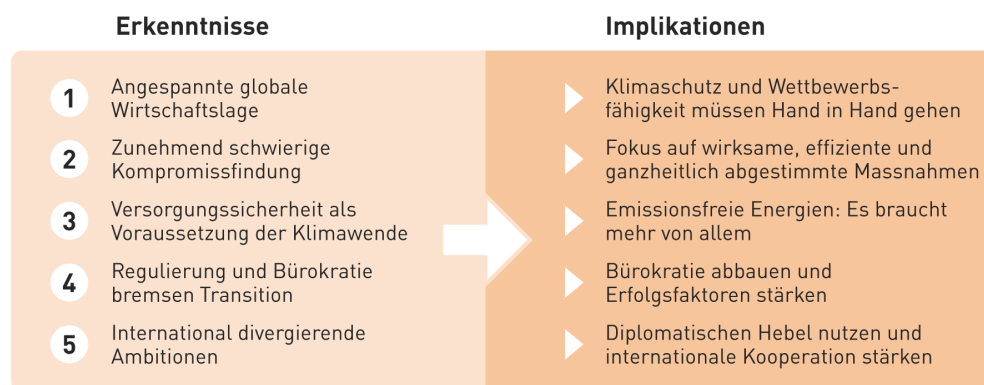 Erkenntnisse
Implikationen
1
Angespannte globale
Wirtschaftslage
Klimaschutz und Wettbewerbs-
fähigkeit müssen Hand in Hand gehen
2
Zunehmend schwierige
Kompromissfindung
Fokus auf wirksame, effiziente und
ganzheitlich abgestimmte Massnahmen
3
Versorgungssicherheit als
Voraussetzung der Klimawende
Emissionsfreie Energien: Es braucht
mehr von allem
4
Regulierung und Bürokratie
bremsen Transition
Bürokratie abbauen und
Erfolgsfaktoren stärken
5
International divergierende
Ambitionen
Diplomatischen Hebel nutzen und
internationale Kooperation stärken